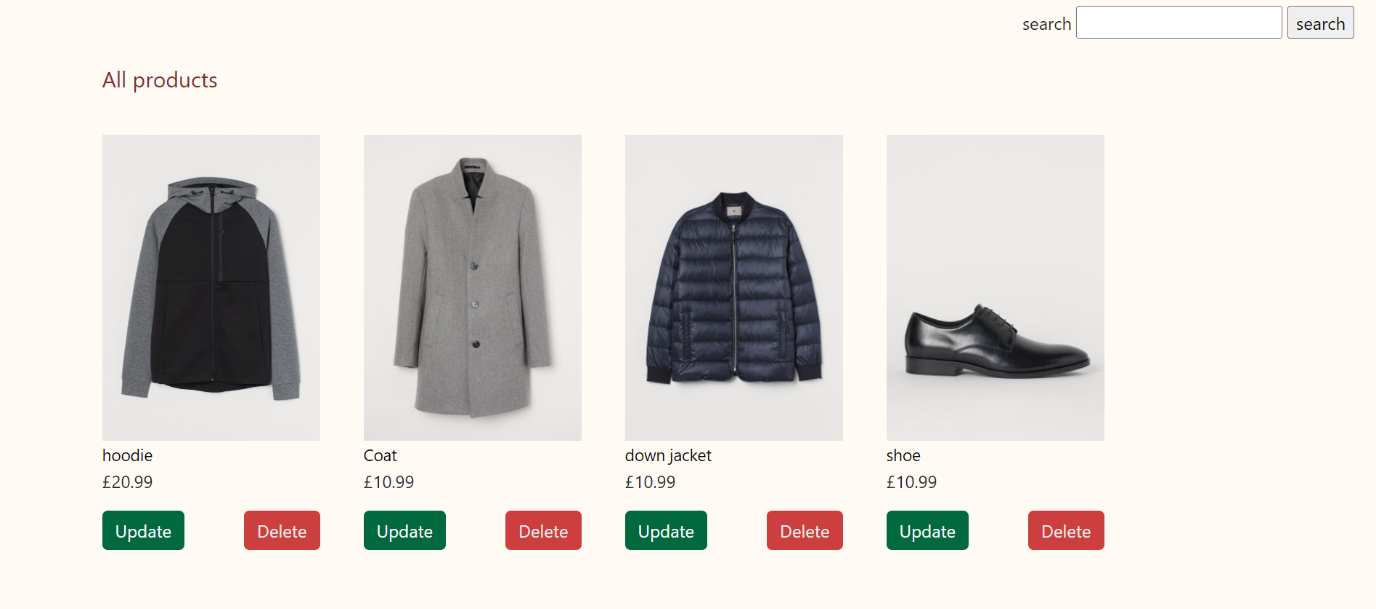 search search
All products
hoodie Coat down jacket shoe
£20.99 £10.99 £10.99 £10.99
Update Delete Update Delete Update Delete Update Delete